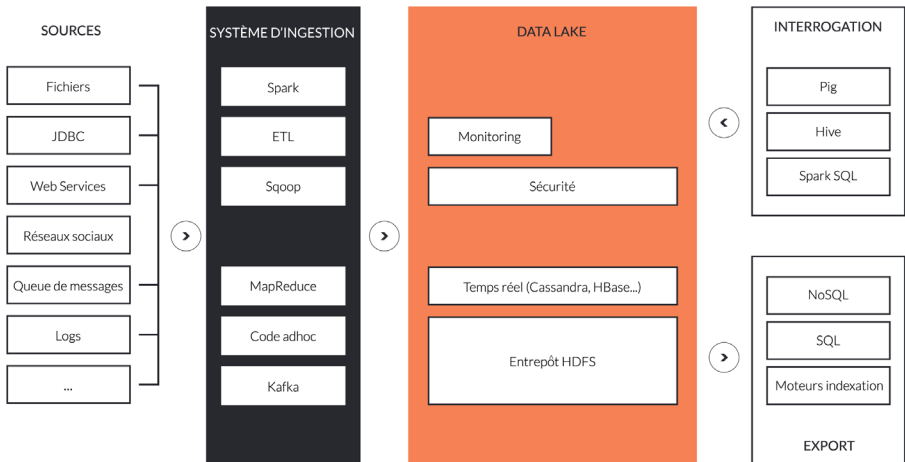 SOURCES
Fichiers
JDBC
Web Services
Réseaux sociaux
Queue de messages
Logs
...
SYSTÈME D'INGESTION
Spark
ETL
Sqoop
MapReduce
Code adhoc
Kafka
DATA LAKE
Monitoring
Sécurité
Temps réel (Cassandra, HBase...)
Entrepôt HDFS
INTERROGATION
Pig
Hive
Spark SQL
NoSQL
SQL
Moteurs indexation
EXPORT